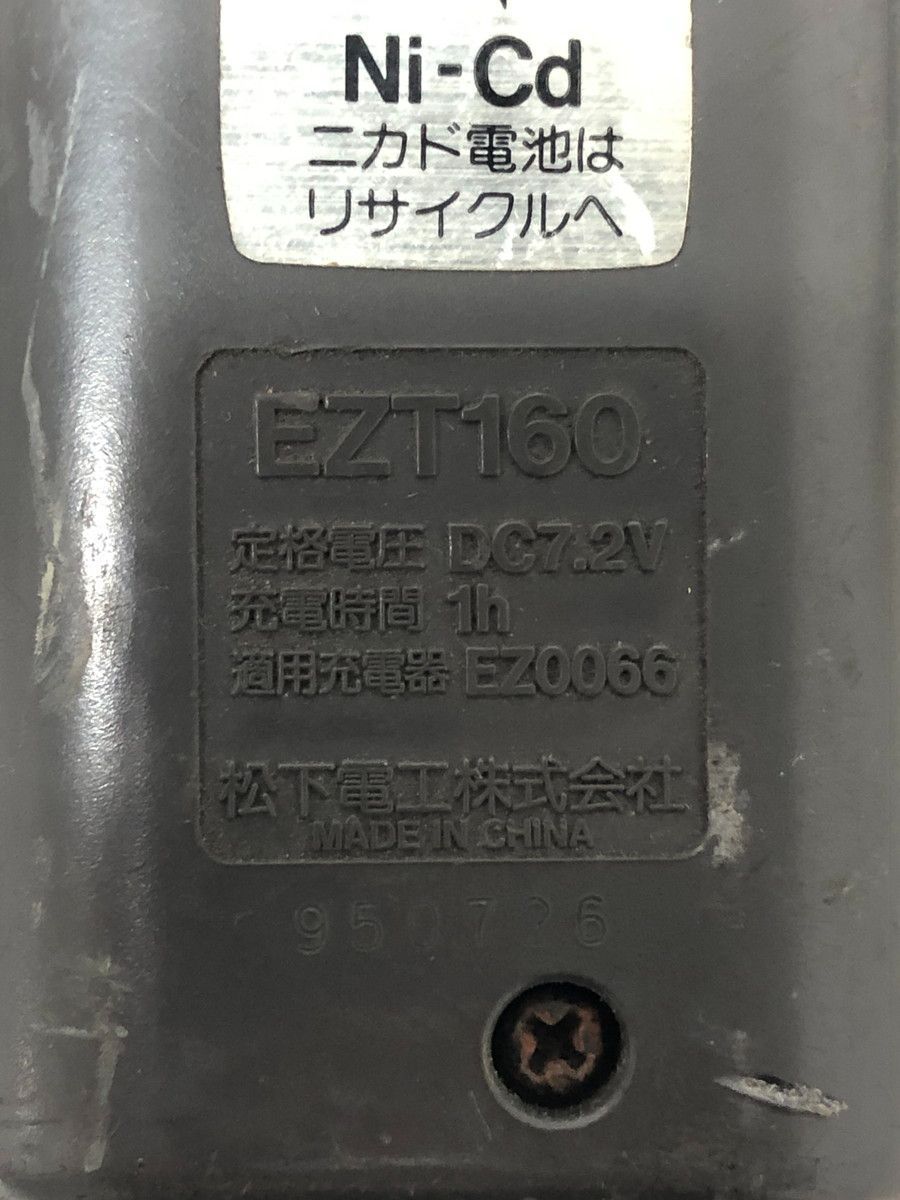 Ni-Cd
ニカド電池は
リサイクルへ
EZT160
定格電圧 DC7.2V
充電時間 1h
適用充電器 EZ0066
松下電工株式会社
MADE IN CHINA
950726